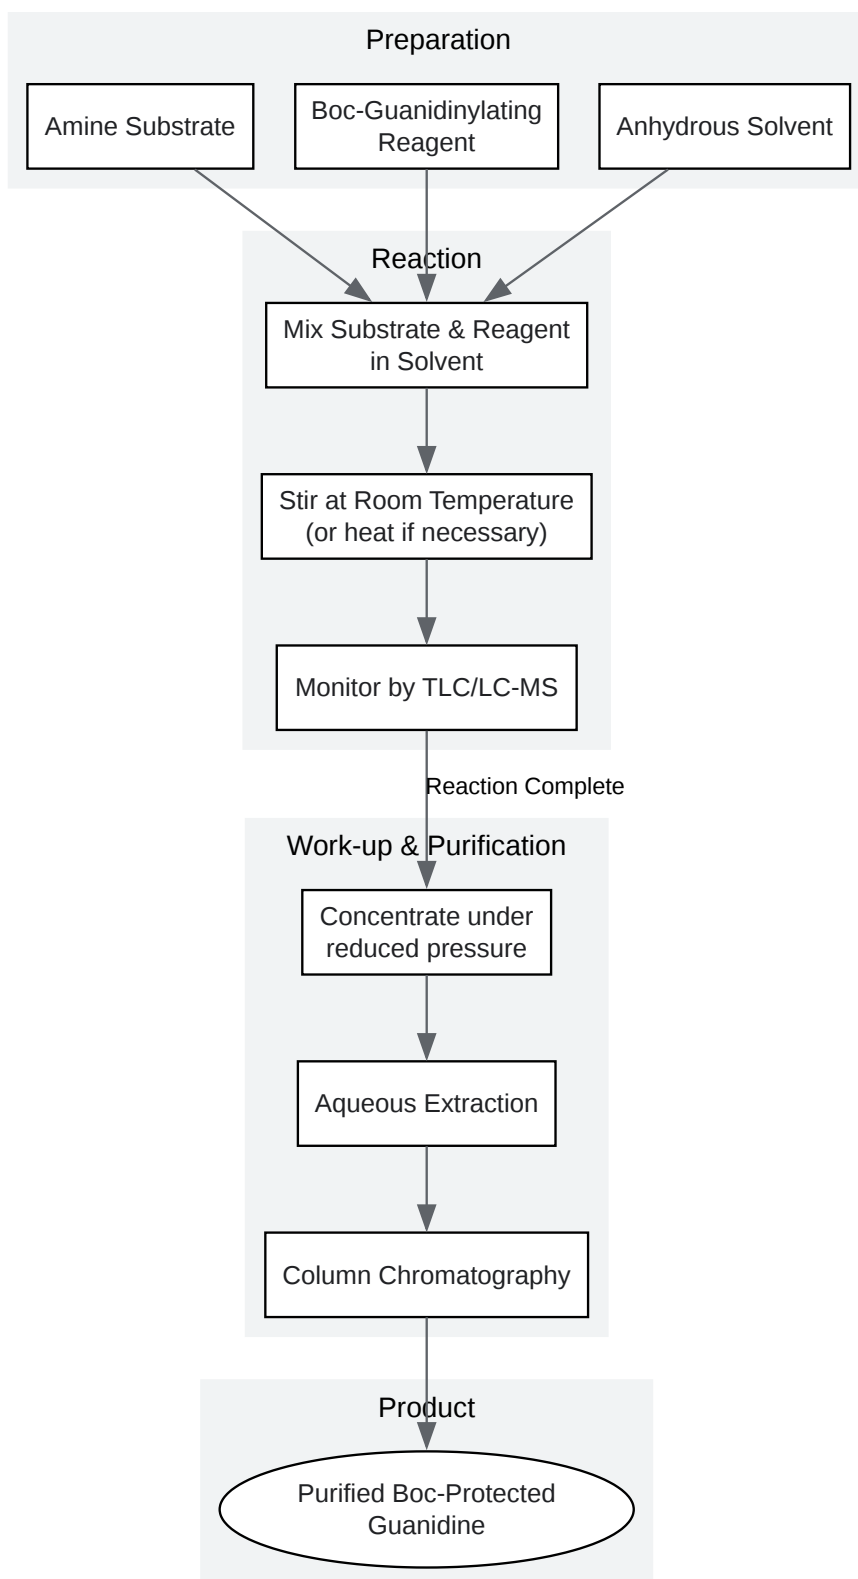 Preparation
Amine Substrate
Boc-Guanidinylating
Reagent
Anhydrous Solvent
Reaction
Mix Substrate & Reagent
in Solvent
Stir at Room Temperature
(or heat if necessary)
Monitor by TLC/LC-MS
Reaction Complete
Work-up & Purification
Concentrate under
reduced pressure
Aqueous Extraction
Column Chromatography
Product
Purified Boc-Protected
Guanidine